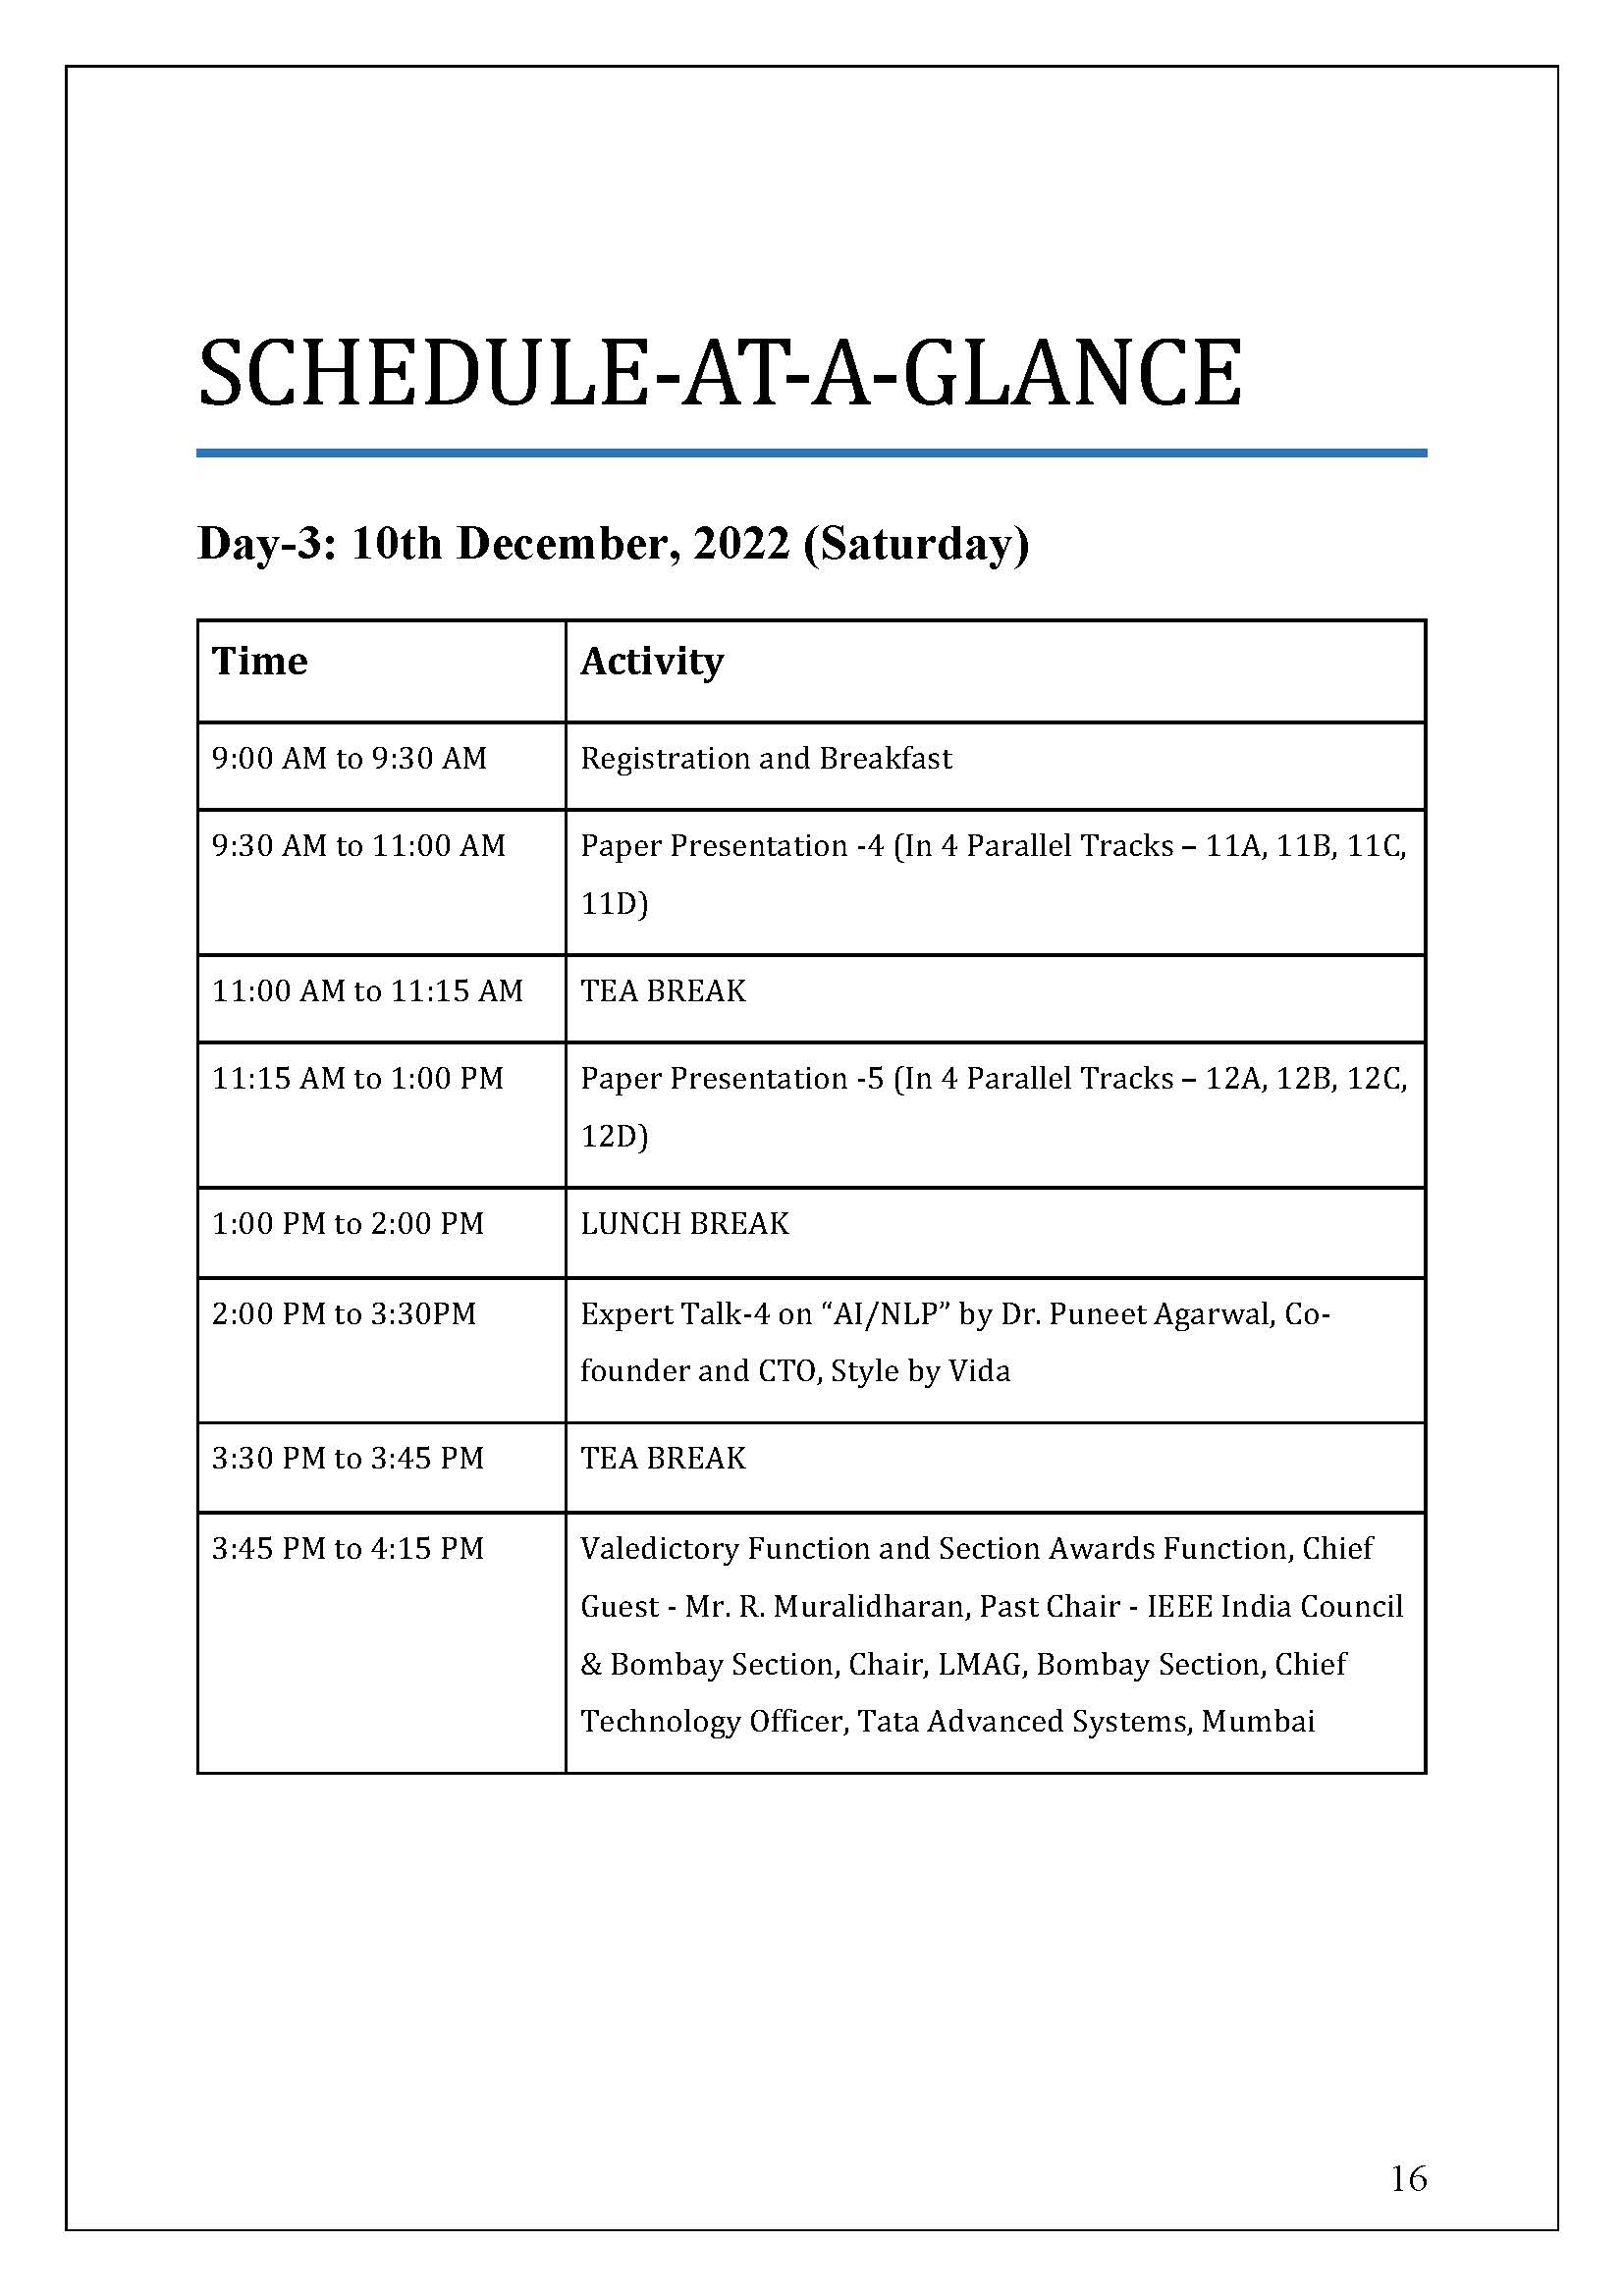 SCHEDULE-AT-A-GLANCE
Day-3: 10th December, 2022 (Saturday)
Time Activity
9:00 AM to 9:30 AM Registration and Breakfast
9:30 AM to 11:00 AM Paper Presentation -4 (In 4 Parallel Tracks – 11A, 11B, 11C,
11D)
11:00 AM to 11:15 AM TEA BREAK
11:15 AM to 1:00 PM Paper Presentation -5 (In 4 Parallel Tracks – 12A, 12B, 12C,
12D)
1:00 PM to 2:00 PM LUNCH BREAK
2:00 PM to 3:30PM Expert Talk-4 on “AI/NLP” by Dr. Puneet Agarwal, Co-
founder and CTO, Style by Vida
3:30 PM to 3:45 PM TEA BREAK
3:45 PM to 4:15 PM Valedictory Function and Section Awards Function, Chief
Guest - Mr. R. Muralidharan, Past Chair - IEEE India Council
& Bombay Section, Chair, LMAG, Bombay Section, Chief
Technology Officer, Tata Advanced Systems, Mumbai
16